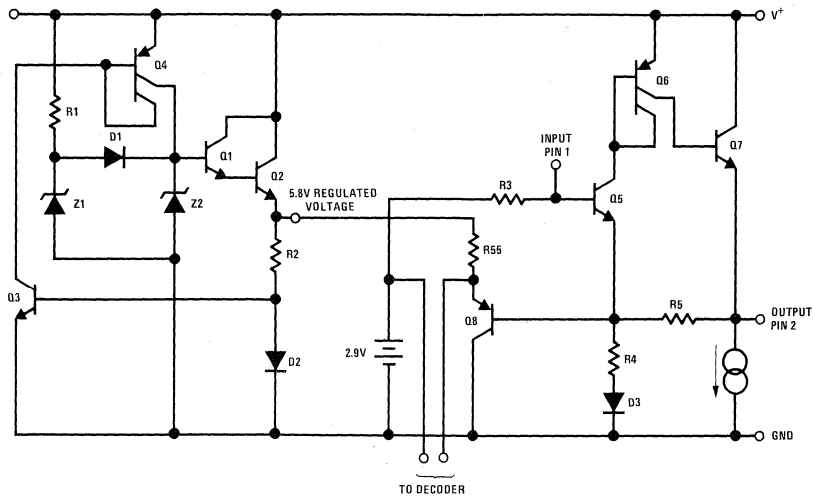 V+
Q4
Q6
R1
D1
INPUT
PIN 1
Q1
Q7
Q2
5.8V REGULATED
VOLTAGE
R3
Q5
Z1
Z2
R2
R55
Q3
R5
OUTPUT
PIN 2
Q8
2.9V
D2
R4
D3
GND
TO DECODER